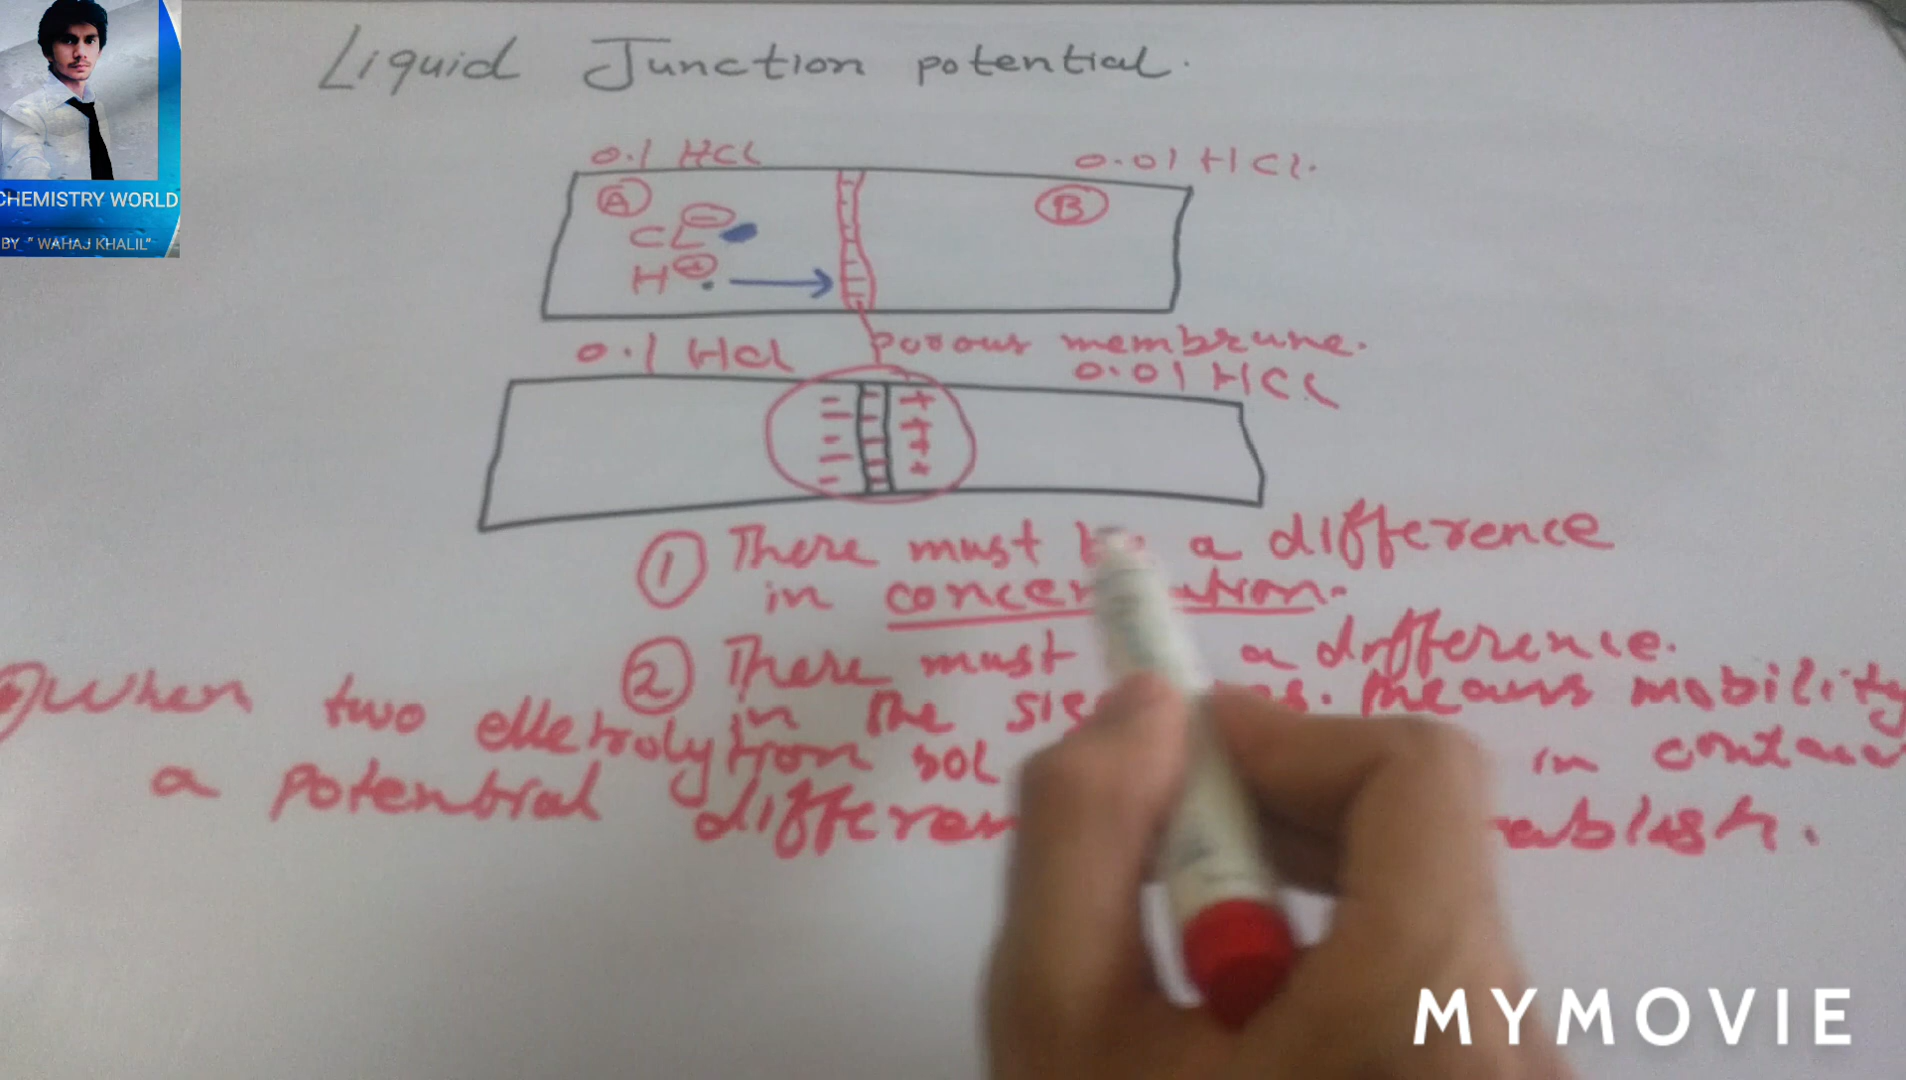 CHEMISTRY WORLD
BY "WAHAJ KHALIL"
Liquid Junction potential.
0.1 HCl
0.01 HCl.
A
B
Cl -
H +
porous membrane.
0.1 HCl
0.01 HCl
1 There must a difference
in
2 There must a difference.
in The means mobility
When two sol in
a potential
MYMOVIE